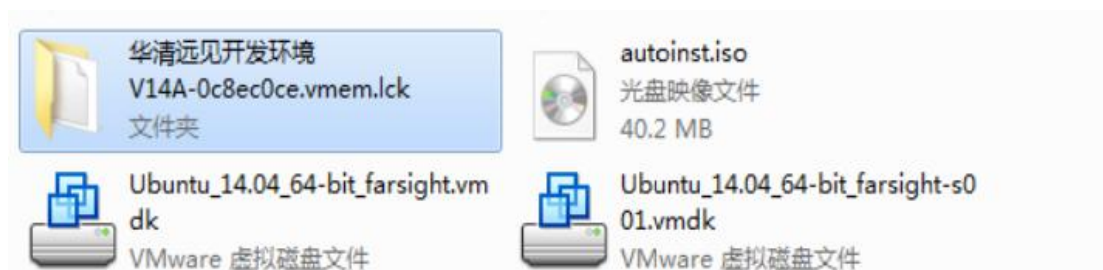 华清远见开发环境
V14A-0c8ec0ce.vmem.lck
文件夹
autoinst.iso
光盘映像文件
40.2 MB
Ubuntu_14.04_64-bit_farsight.vm
dk
VMware 虚拟磁盘文件
Ubuntu_14.04_64-bit_farsight-s0
01.vmdk
VMware 虚拟磁盘文件